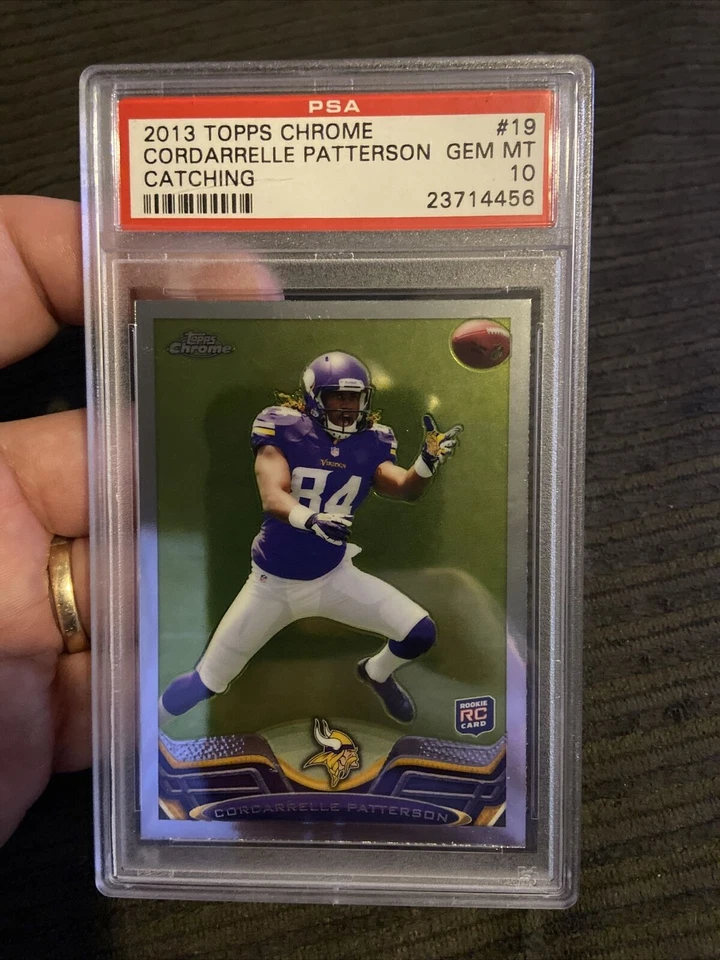 PSA
2013 TOPPS CHROME #19
CORDARRELLE PATTERSON GEM MT
CATCHING 10
23714456
Topps
Chrome
VIKINGS
84
ROOKIE
RC
CARD
CORDARRELLE PATTERSON